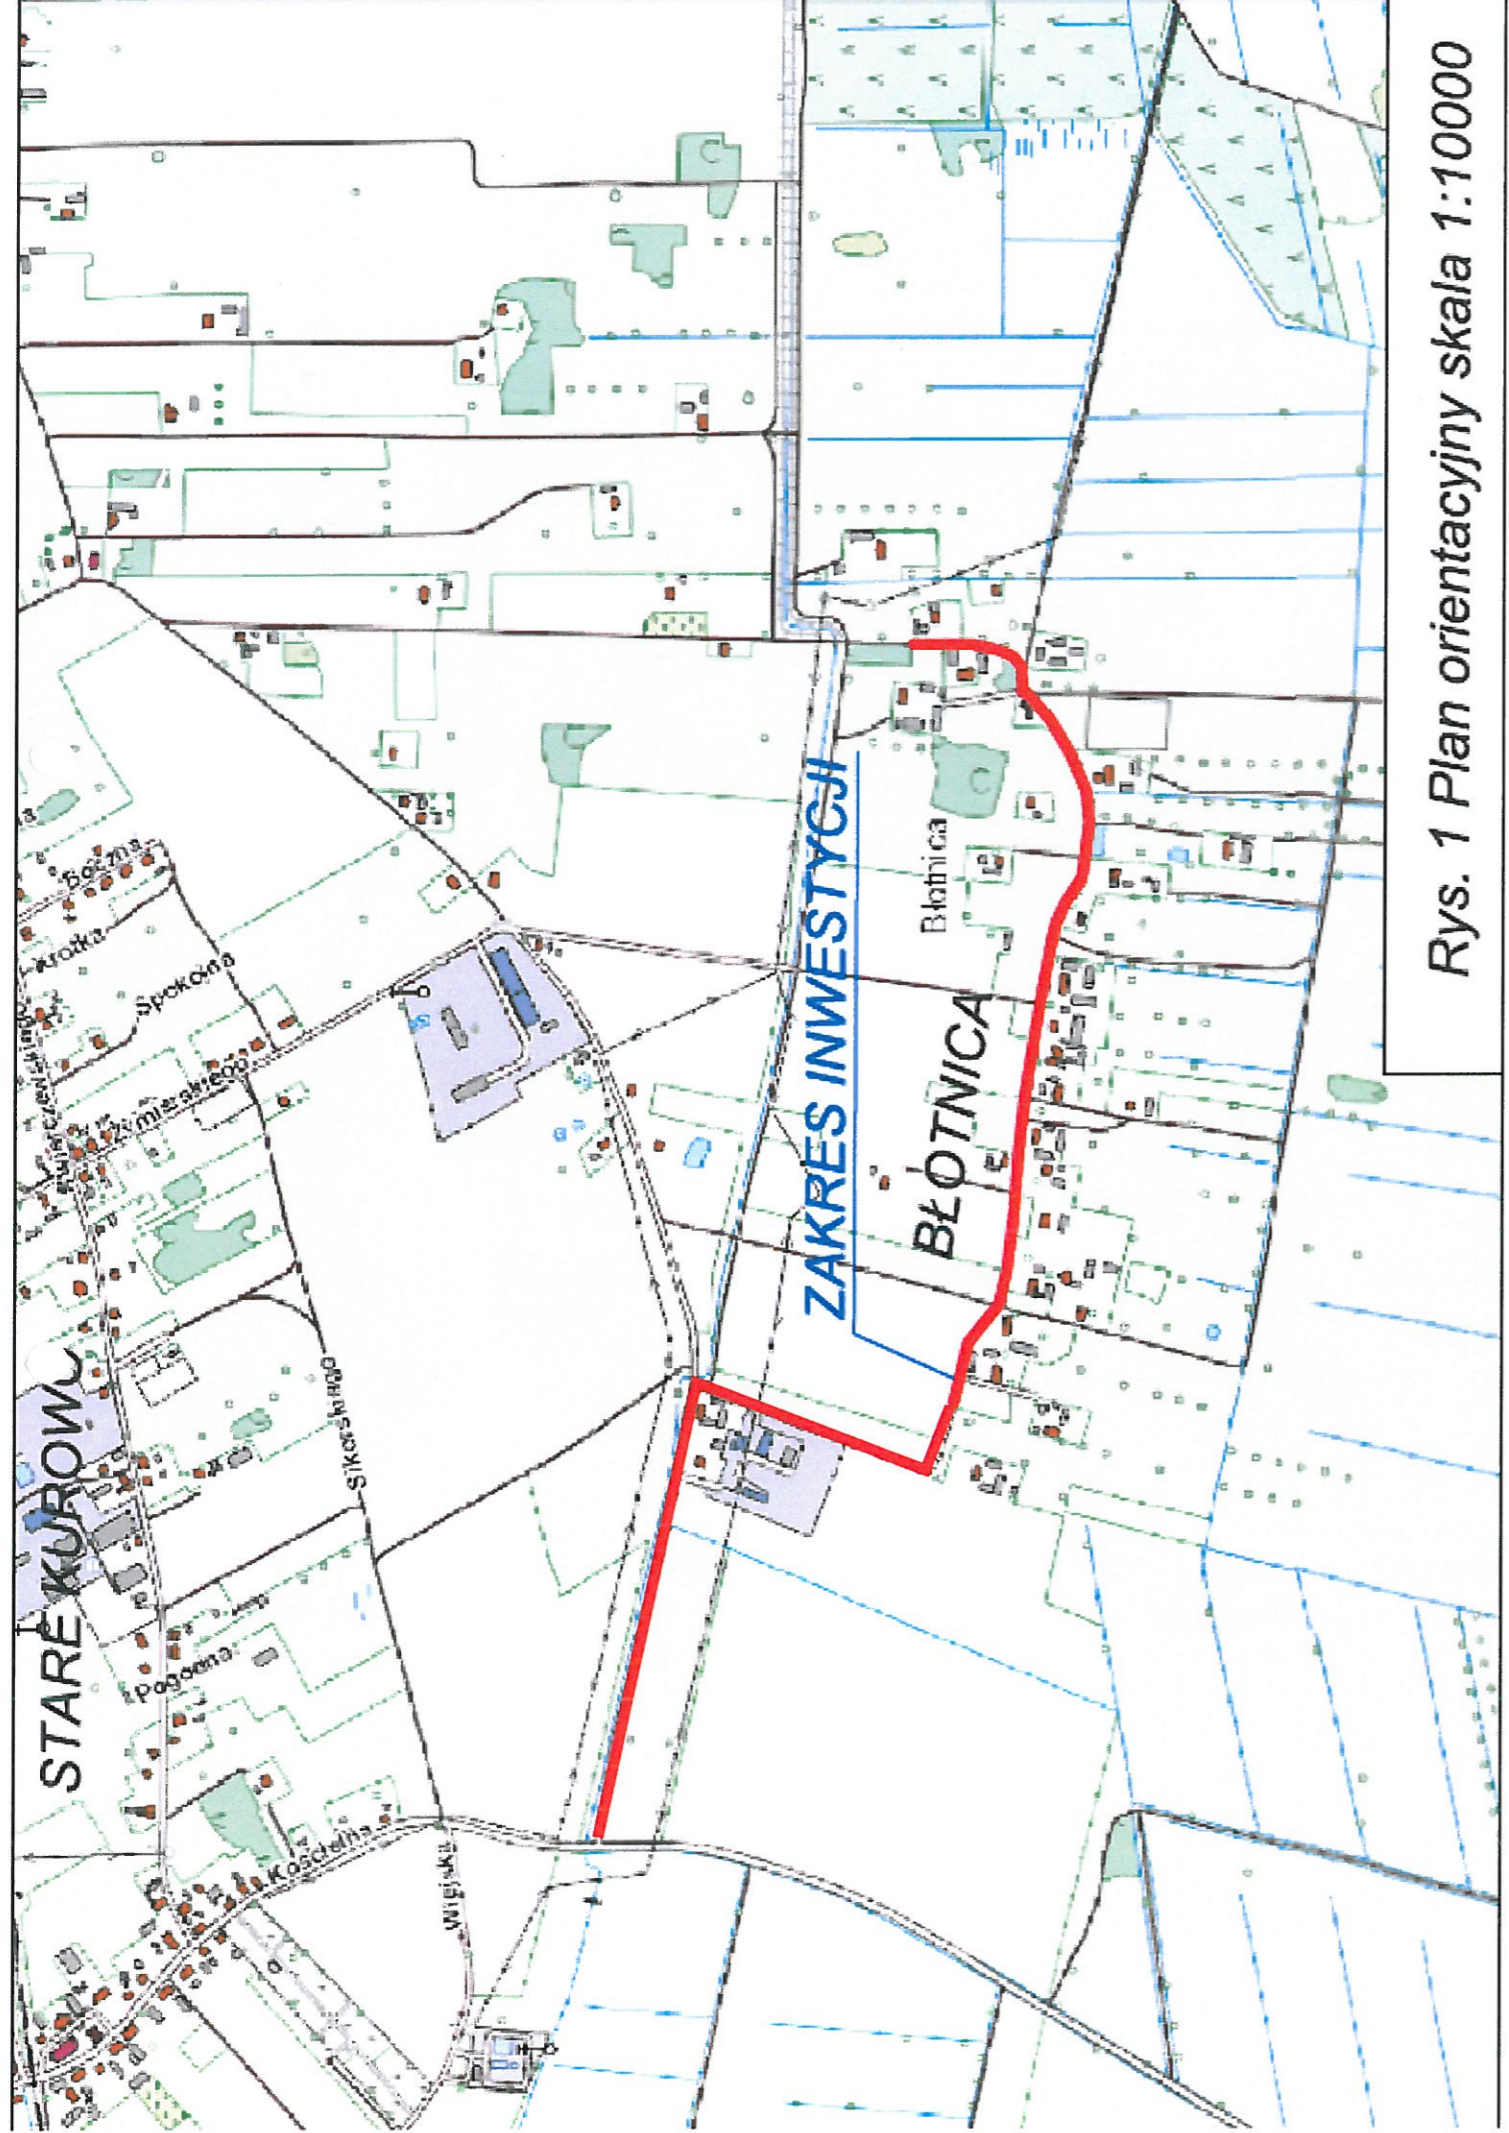 STARE KUROWO
Kościelna
Wiejska
Pogodna
Sikorskiego
Żymierskiego
Spokojna
Krótka
Boczna
ZAKRES INWESTYCJI
BŁOTNICA
Błotnica
Rys. 1 Plan orientacyjny skala 1:10000